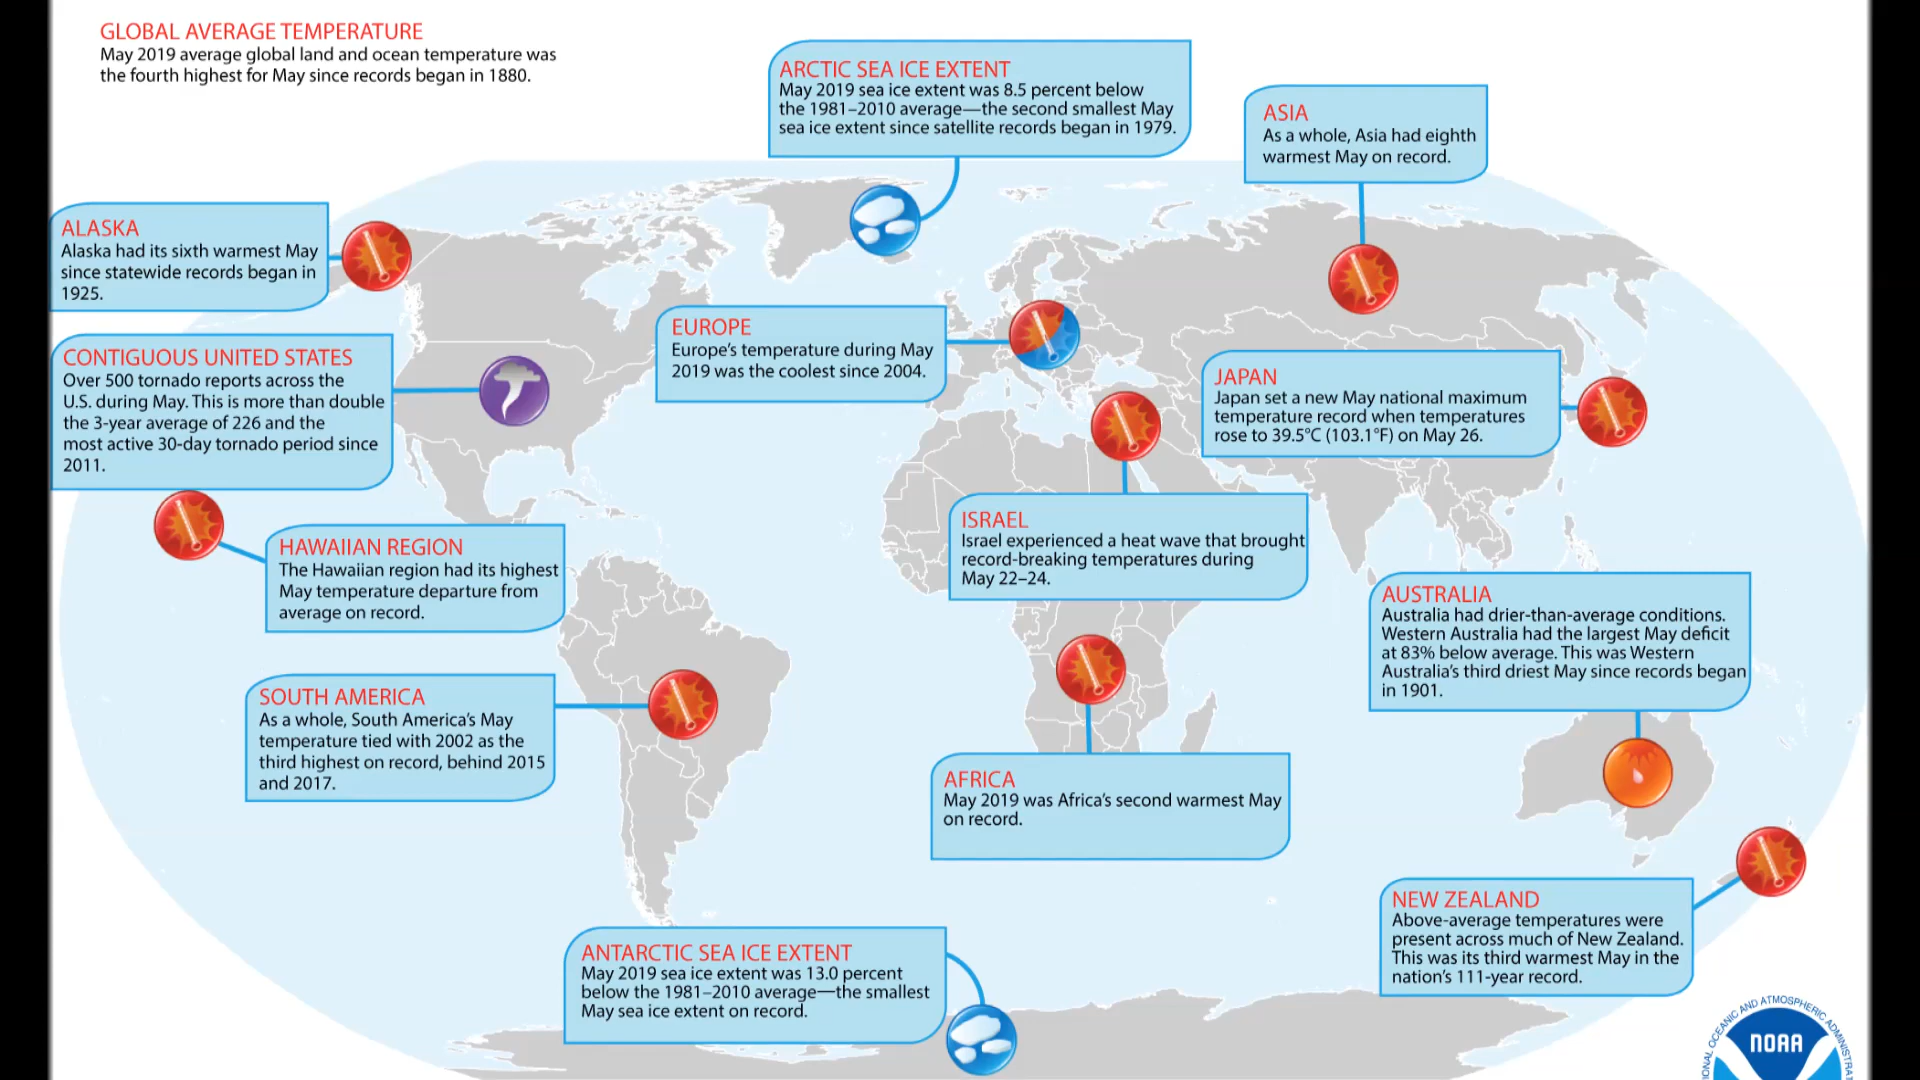 GLOBAL AVERAGE TEMPERATURE
May 2019 average global land and ocean temperature was
the fourth highest for May since records began in 1880.
ARCTIC SEA ICE EXTENT
May 2019 sea ice extent was 8.5 percent below
the 1981–2010 average—the second smallest May
sea ice extent since satellite records began in 1979.
ASIA
As a whole, Asia had eighth
warmest May on record.
ALASKA
Alaska had its sixth warmest May
since statewide records began in
1925.
EUROPE
Europe's temperature during May
2019 was the coolest since 2004.
CONTIGUOUS UNITED STATES
Over 500 tornado reports across the
U.S. during May. This is more than double
the 3-year average of 226 and the
most active 30-day tornado period since
2011.
JAPAN
Japan set a new May national maximum
temperature record when temperatures
rose to 39.5°C (103.1°F) on May 26.
ISRAEL
Israel experienced a heat wave that brought
record-breaking temperatures during
May 22–24.
HAWAIIAN REGION
The Hawaiian region had its highest
May temperature departure from
average on record.
AUSTRALIA
Australia had drier-than-average conditions.
Western Australia had the largest May deficit
at 83% below average. This was Western
Australia's third driest May since records began
in 1901.
SOUTH AMERICA
As a whole, South America's May
temperature tied with 2002 as the
third highest on record, behind 2015
and 2017.
AFRICA
May 2019 was Africa's second warmest May
on record.
NEW ZEALAND
Above-average temperatures were
present across much of New Zealand.
This was its third warmest May in the
nation's 111-year record.
ANTARCTIC SEA ICE EXTENT
May 2019 sea ice extent was 13.0 percent
below the 1981–2010 average—the smallest
May sea ice extent on record.
OCEANIC AND ATMOSPHERIC
NOAA